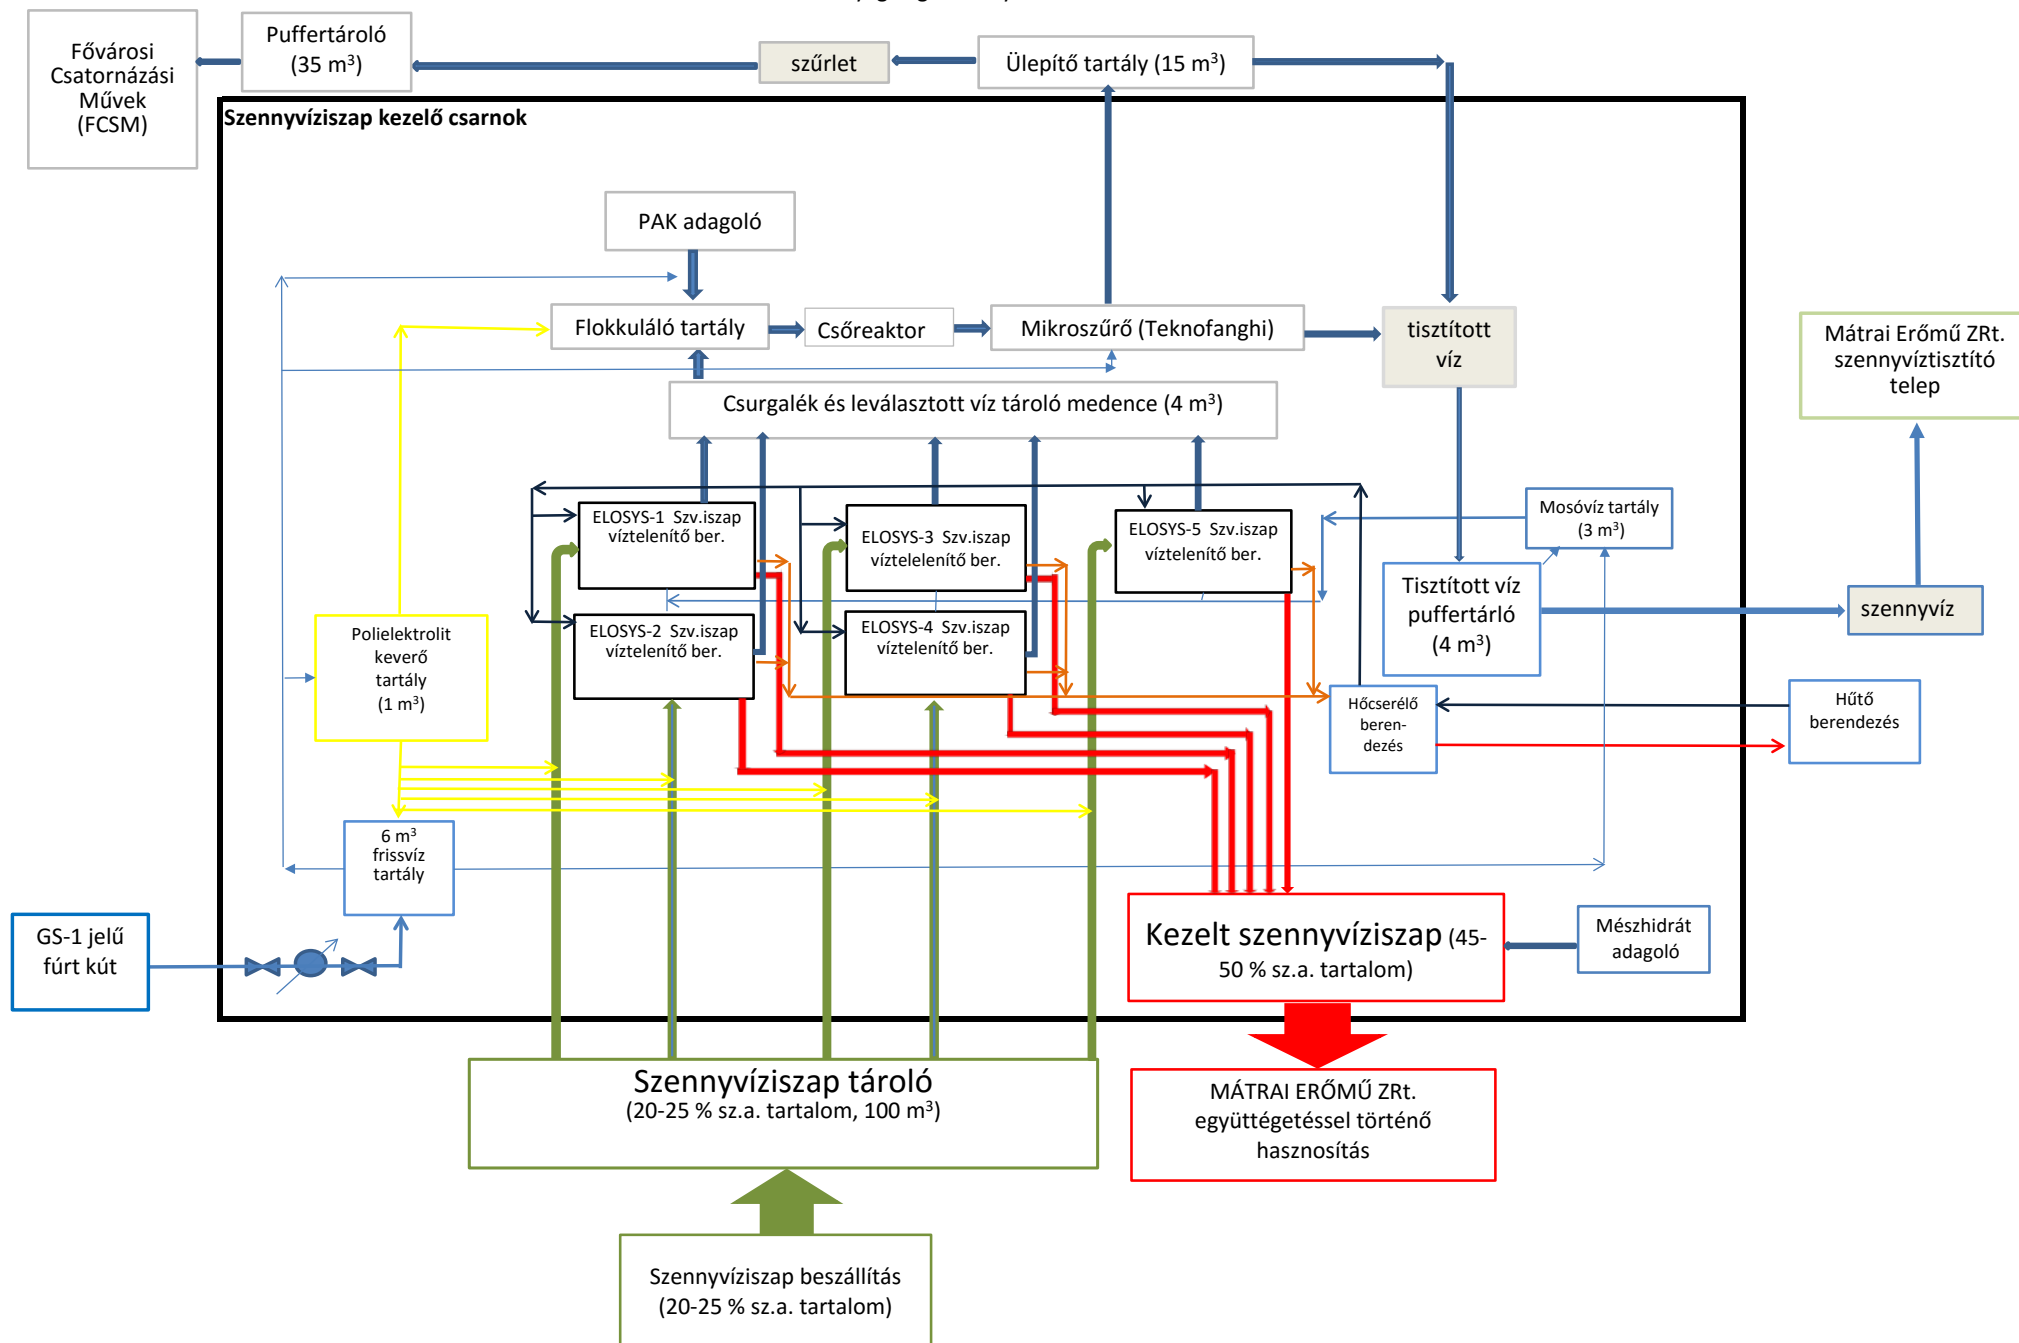 Puffertároló
(35 m³)
Fővárosi
Csatornázási
Művek
(FCSM)
szűrlet
Ülepítő tartály (15 m³)
Szennyvíziszap kezelő csarnok
PAK adagoló
Flokkuláló tartály
Csőreaktor
Mikroszűrő (Teknofanghi)
tisztított
víz
Mátrai Erőmű ZRt.
szennyvíztisztító
telep
Csurgalék és leválasztott víz tároló medence (4 m³)
ELOSYS-1 Szv.iszap
víztelenítő ber.
ELOSYS-3 Szv.iszap
víztelelenítő ber.
ELOSYS-5 Szv.iszap
víztelenítő ber.
Mosóvíz tartály
(3 m³)
Tisztított víz
puffertárló
(4 m³)
szennyvíz
Polielektrolit
keverő
tartály
(1 m³)
ELOSYS-2 Szv.iszap
víztelenítő ber.
ELOSYS-4 Szv.iszap
víztelenítő ber.
Hőcserélő
beren-
dezés
Hűtő
berendezés
6 m³
frissvíz
tartály
GS-1 jelű
fúrt kút
Kezelt szennyvíziszap (45-
50 % sz.a. tartalom)
Mészhidrát
adagoló
Szennyvíziszap tároló
(20-25 % sz.a. tartalom, 100 m³)
MÁTRAI ERŐMŰ ZRt.
együttégetéssel történő
hasznosítás
Szennyvíziszap beszállítás
(20-25 % sz.a. tartalom)